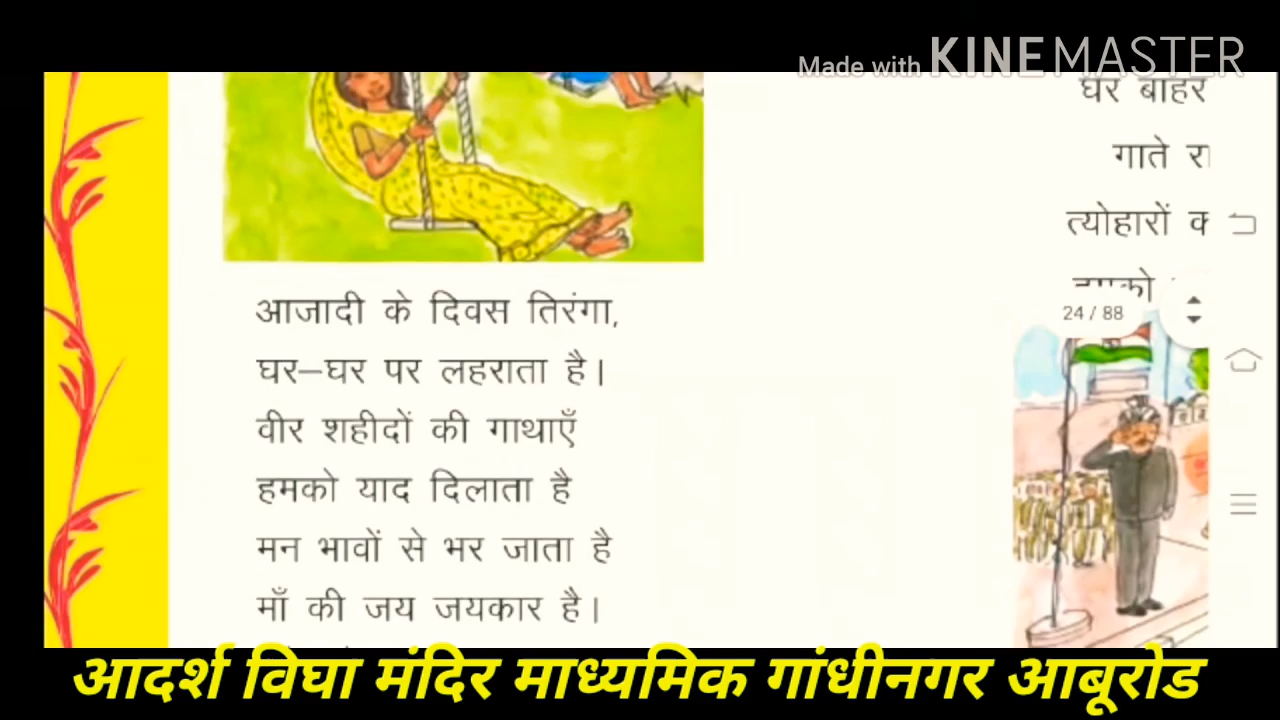 Made with KINEMASTER
आजादी के दिवस तिरंगा,
घर–घर पर लहराता है।
वीर शहीदों की गाथाएँ
हमको याद दिलाता है
मन भावों से भर जाता है
माँ की जय जयकार है।
घर बाहर
गाते
त्योहारों
24 / 88
आदर्श विघा मंदिर माध्यमिक गांधीनगर आबूरोड